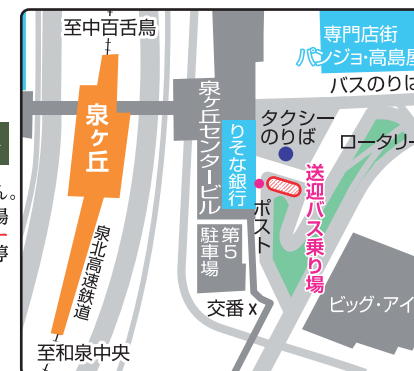 至中百舌鳥
専門店街
パンジョ・高島屋
バスのりば
泉ヶ丘
泉ヶ丘センタービル
りそな銀行
タクシー
のりば
ロータリー
送迎バス乗り場
ポスト
第5
駐車場
泉北高速鉄道
交番 x
ビッグ・アイ
至和泉中央
ん。
場
停